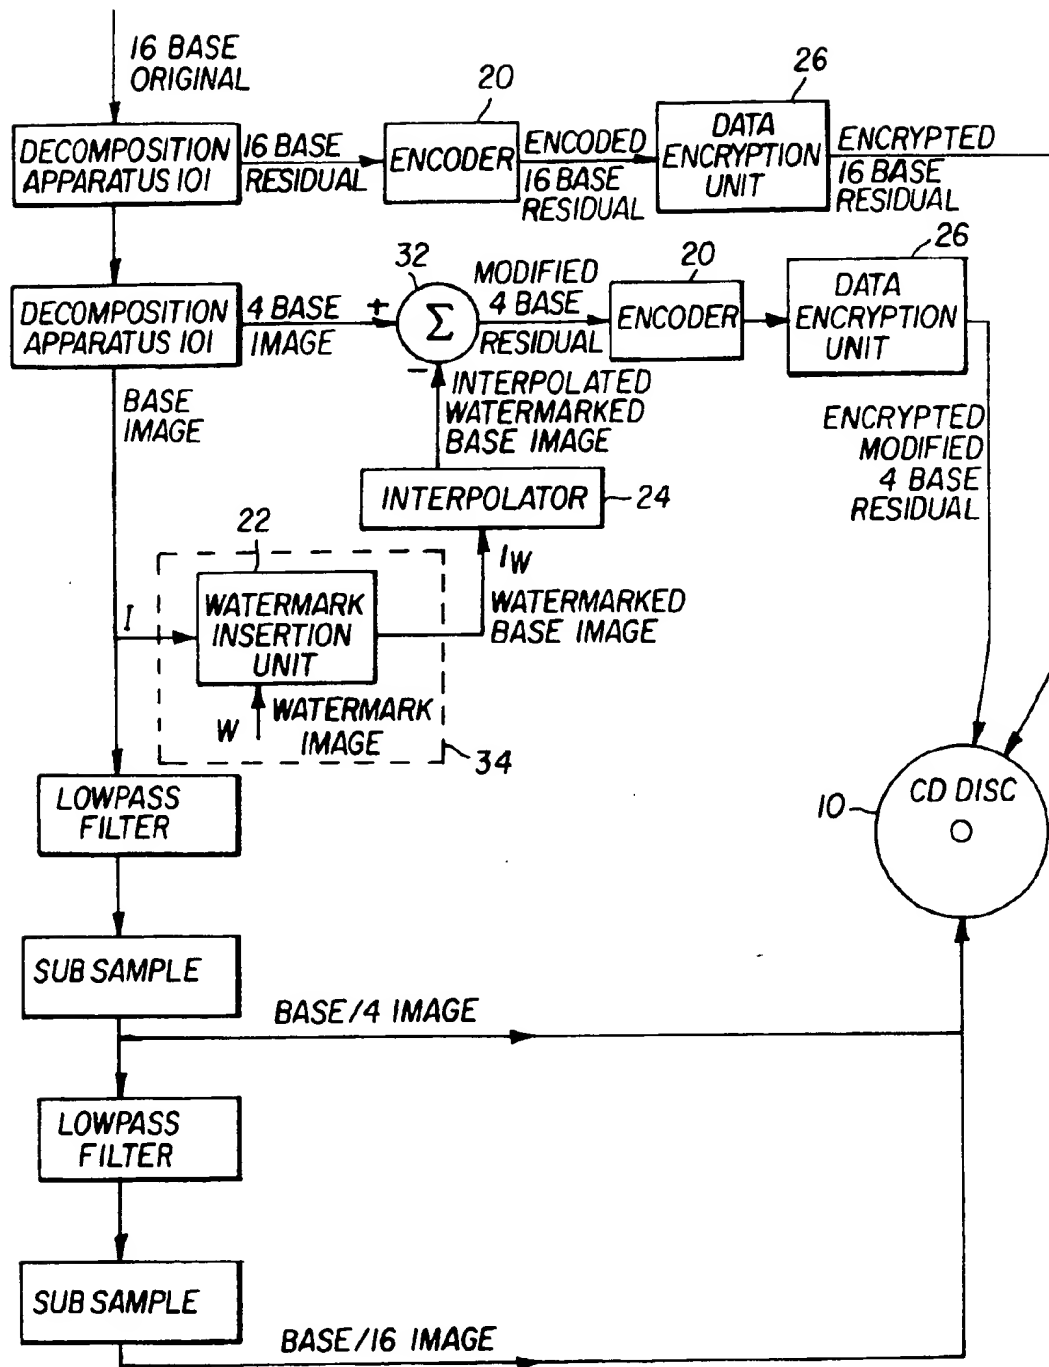 16 BASE
ORIGINAL
DECOMPOSITION
APPARATUS 101
16 BASE
RESIDUAL
20
ENCODER
ENCODED
16 BASE
RESIDUAL
26
DATA
ENCRYPTION
UNIT
ENCRYPTED
16 BASE
RESIDUAL
DECOMPOSITION
APPARATUS 101
4 BASE
IMAGE
32
+
Σ
-
MODIFIED
4 BASE
RESIDUAL
20
ENCODER
26
DATA
ENCRYPTION
UNIT
BASE
IMAGE
INTERPOLATED
WATERMARKED
BASE IMAGE
ENCRYPTED
MODIFIED
4 BASE
RESIDUAL
INTERPOLATOR
24
22
IW
WATERMARKED
BASE IMAGE
I
WATERMARK
INSERTION
UNIT
W
WATERMARK
IMAGE
34
LOWPASS
FILTER
10
CD DISC
SUB SAMPLE
BASE/4 IMAGE
LOWPASS
FILTER
SUB SAMPLE
BASE/16 IMAGE